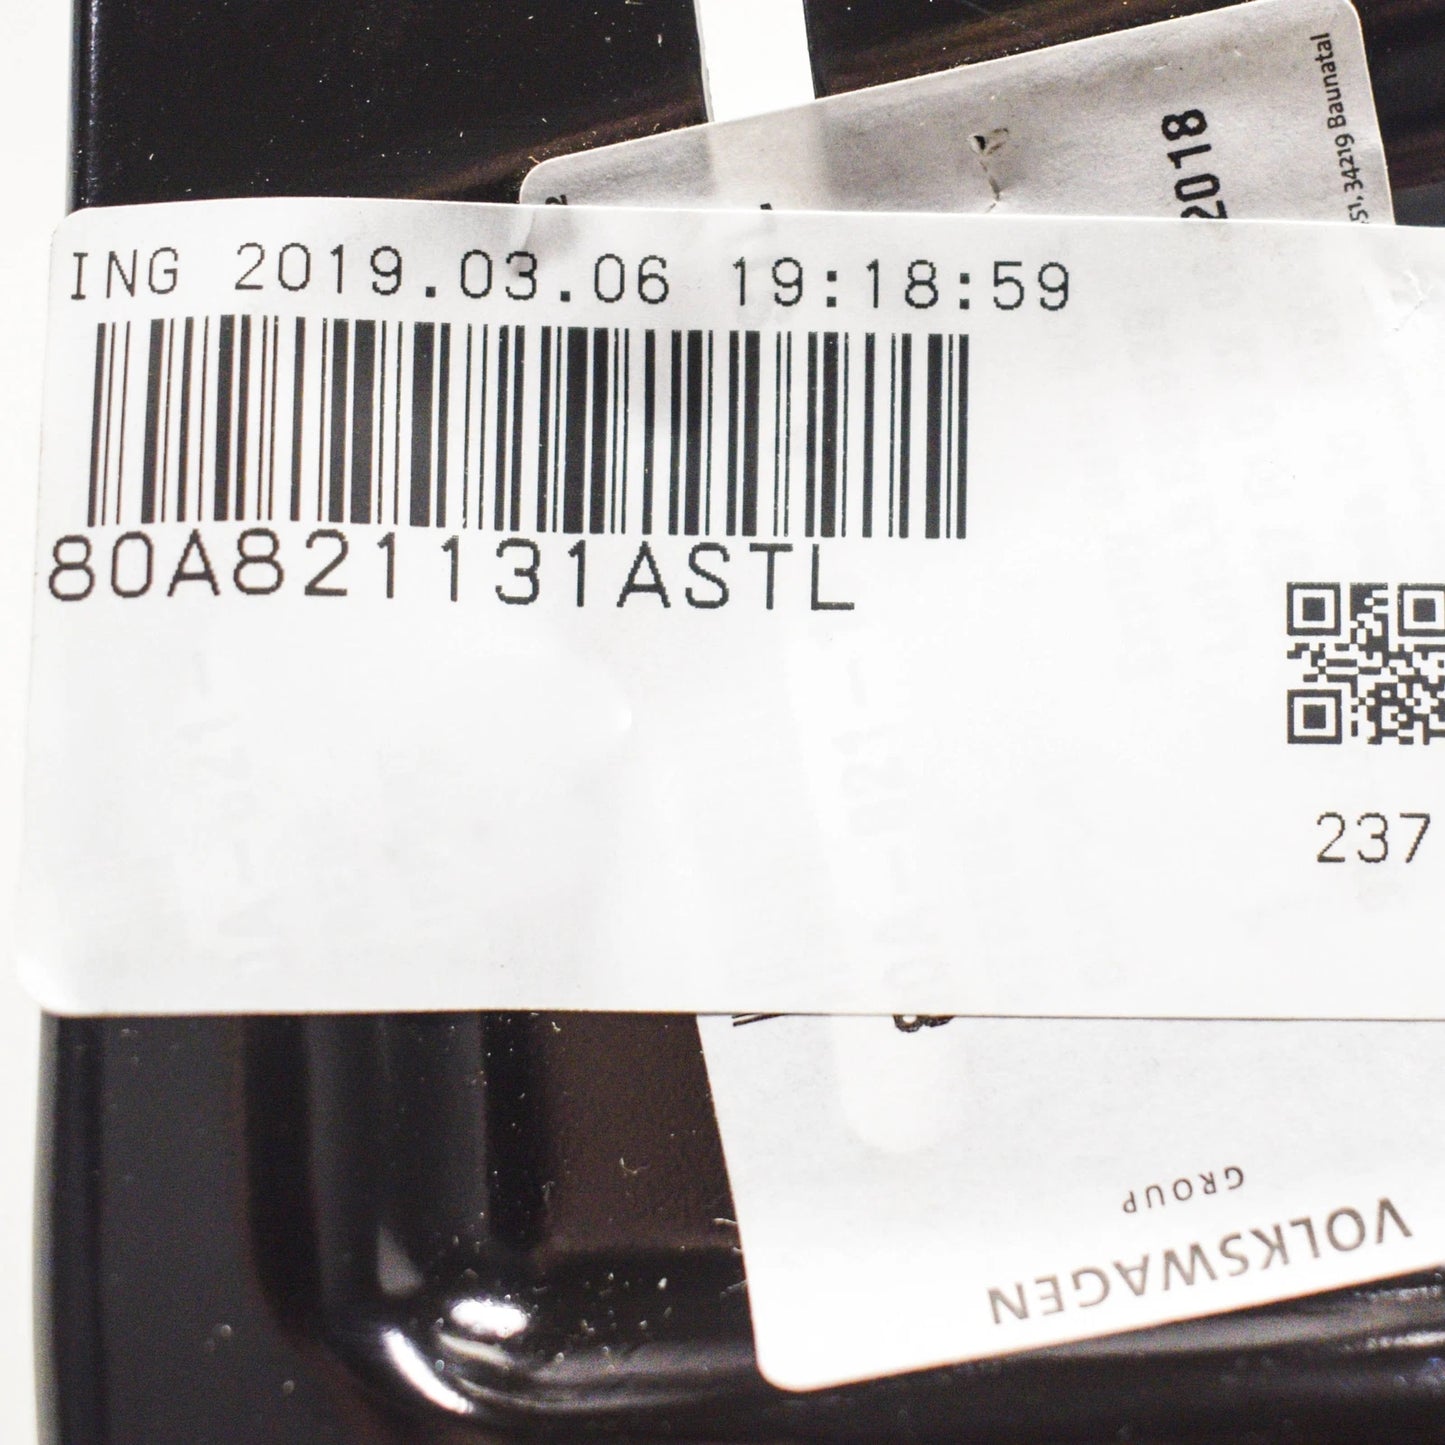 51, 34219 Baunatal
2018
ING 2019.03.06 19:18:59
80A821131ASTL
237
VOLKSWAGEN
GROUP